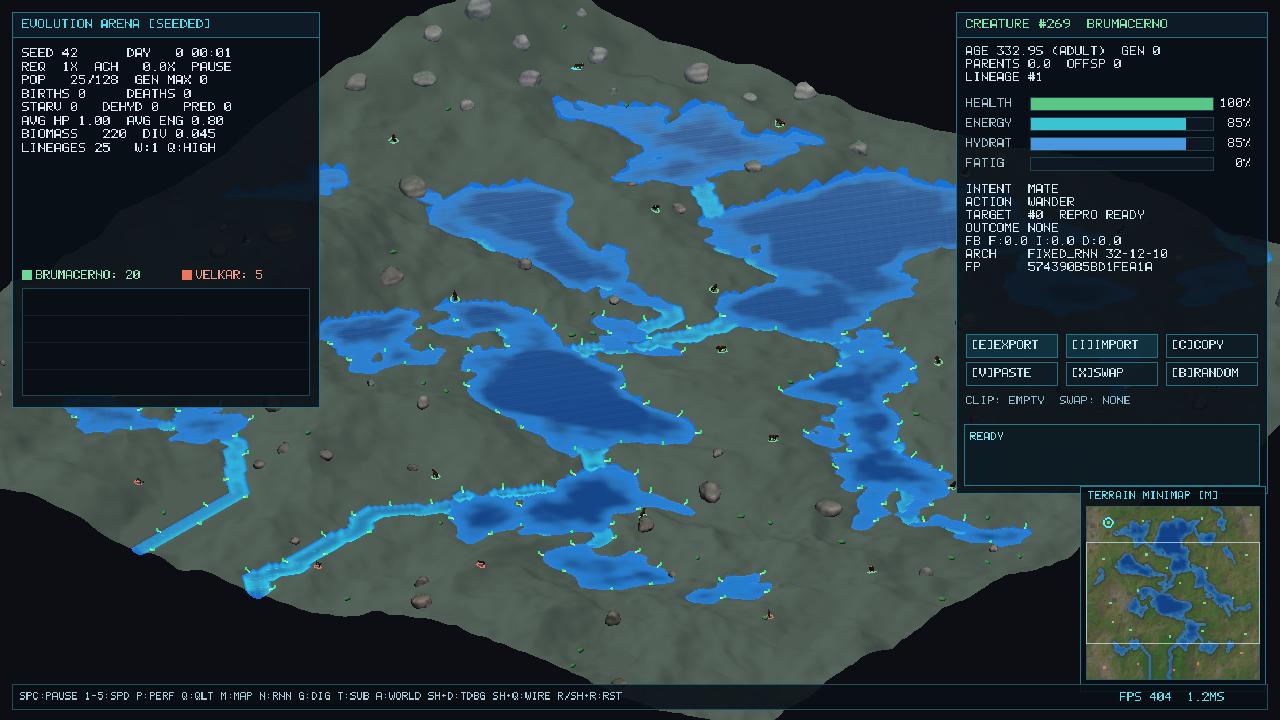 EVOLUTION ARENA [SEEDED]
SEED 42 DAY 0 00:01
REQ 1X ACH 0.0X PAUSE
POP 25/128 GEN MAX 0
BIRTHS 0 DEATHS 0
STARV 0 DEHYD 0 PRED 0
AVG HP 1.00 AVG ENG 0.80
BIOMASS 220 DIV 0.045
LINEAGES 25 W:1 Q:HIGH
BRUMACERNO: 20 VELKAR: 5
CREATURE #269 BRUMACERNO
AGE 332.95 (ADULT) GEN 0
PARENTS 0,0 OFFSP 0
LINEAGE #1
HEALTH 100%
ENERGY 85%
HYDRAT 85%
FATIG 0%
INTENT MATE
ACTION WANDER
TARGET #0 REPRO READY
OUTCOME NONE
FB F:0.0 I:0.0 D:0.0
ARCH FIXED_RNN 32-12-10
FP 574390B5BD1FEA1A
[E]EXPORT [I]IMPORT [C]COPY
[V]PASTE [X]SWAP [B]RANDOM
CLIP: EMPTY SWAP: NONE
READY
TERRAIN MINIMAP [M]
SPC:PAUSE 1-5:SPD P:PERF Q:QLT M:MAP N:RNN G:DIG T:SUB A:WORLD SH+D:TDBG SH+Q:WIRE R/SH+R:RST
FPS 404 1.2MS